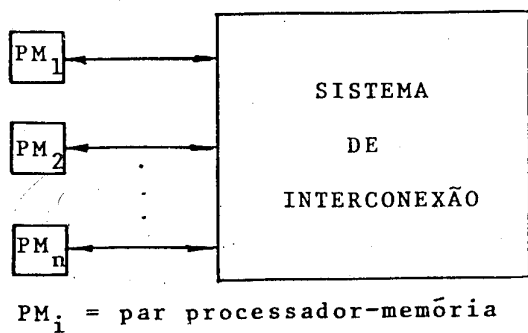 PM1
SISTEMA
PM2
DE
INTERCONEXÃO
PMn
PMi = par processador-memória